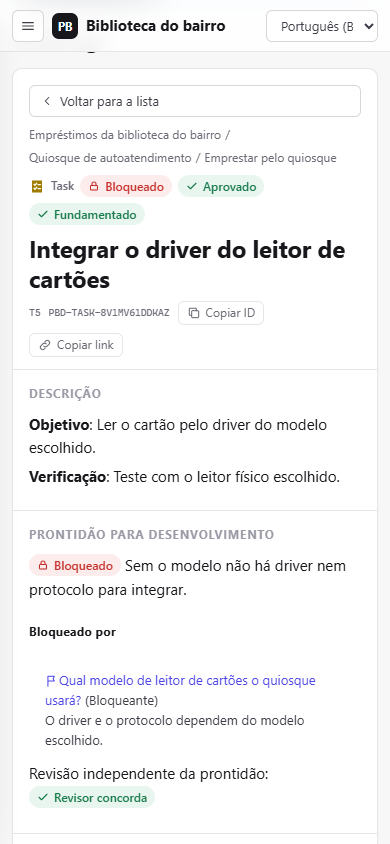 PB Biblioteca do bairro Português (B
Voltar para a lista
Empréstimos da biblioteca do bairro /
Quiosque de autoatendimento / Emprestar pelo quiosque
Task Bloqueado Aprovado
Fundamentado
Integrar o driver do leitor de
cartões
T5 PBD-TASK-8V1MV61DDKAZ Copiar ID
Copiar link
DESCRIÇÃO
Objetivo: Ler o cartão pelo driver do modelo
escolhido.
Verificação: Teste com o leitor físico escolhido.
PRONTIDÃO PARA DESENVOLVIMENTO
Bloqueado Sem o modelo não há driver nem
protocolo para integrar.
Bloqueado por
Qual modelo de leitor de cartões o quiosque
usará? (Bloqueante)
O driver e o protocolo dependem do modelo
escolhido.
Revisão independente da prontidão:
Revisor concorda